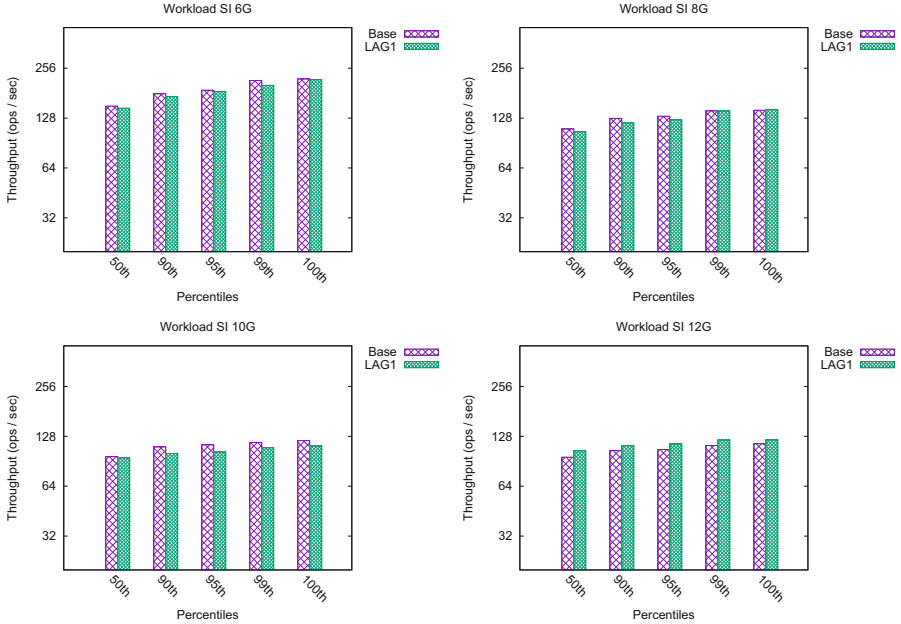 Workload SI 6G
Base
LAG1
Throughput (ops / sec)
256
128
64
32
50th
90th
95th
99th
100th
Percentiles
Workload SI 8G
Base
LAG1
Throughput (ops / sec)
256
128
64
32
50th
90th
95th
99th
100th
Percentiles
Workload SI 10G
Base
LAG1
Throughput (ops / sec)
256
128
64
32
50th
90th
95th
99th
100th
Percentiles
Workload SI 12G
Base
LAG1
Throughput (ops / sec)
256
128
64
32
50th
90th
95th
99th
100th
Percentiles